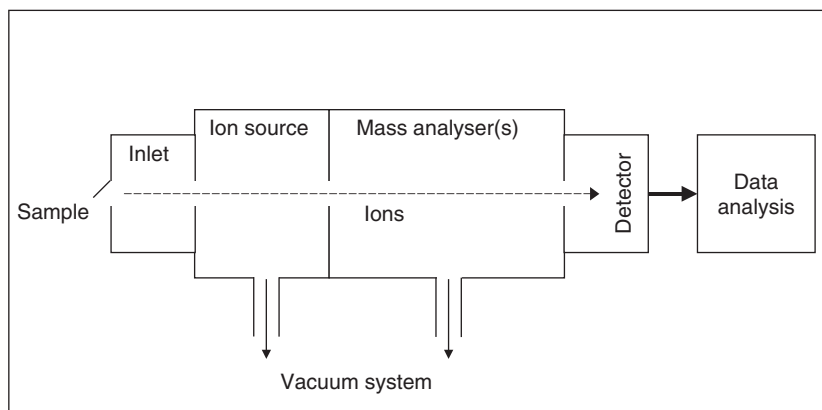 Ion source
Mass analyser(s)
Inlet
Sample
Ions
Detector
Data
analysis
Vacuum system